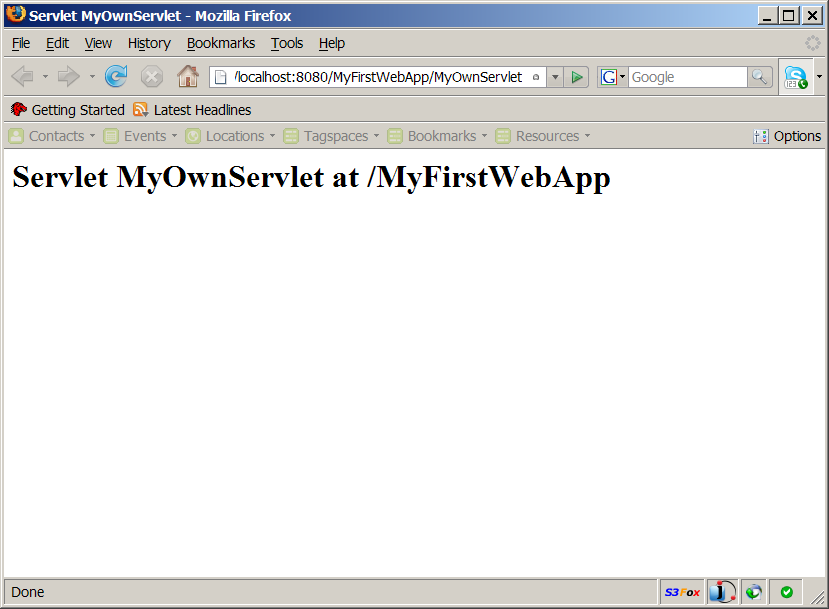 Servlet MyOwnServlet - Mozilla Firefox
File Edit View History Bookmarks Tools Help
/localhost:8080/MyFirstWebApp/MyOwnServlet G Google
Getting Started Latest Headlines
Contacts Events Locations Tagspaces Bookmarks Resources Options
Servlet MyOwnServlet at /MyFirstWebApp
Done S3Fox